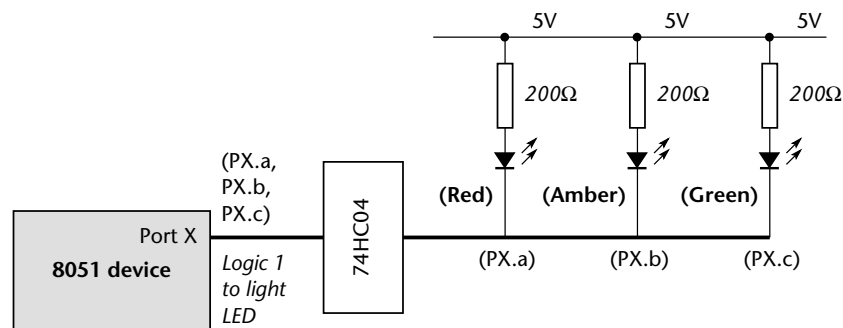 5V
5V
5V
200Ω
200Ω
200Ω
(PX.a,
PX.b,
PX.c)
(Red)
(Amber)
(Green)
Port X
8051 device
Logic 1
to light
LED
74HC04
(PX.a)
(PX.b)
(PX.c)